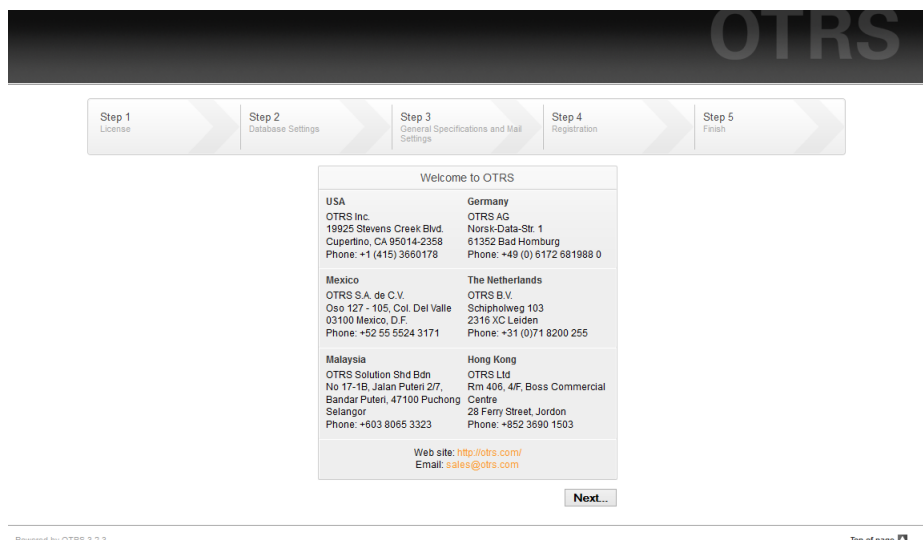 OTRS
Step 1
License
Step 2
Database Settings
Step 3
General Specifications and Mail
Settings
Step 4
Registration
Step 5
Finish
Welcome to OTRS
USA
OTRS Inc.
19925 Stevens Creek Blvd.
Cupertino, CA 95014-2358
Phone: +1 (415) 3660178
Germany
OTRS AG
Norsk-Data-Str. 1
61352 Bad Homburg
Phone: +49 (0) 6172 681988 0
Mexico
OTRS S.A. de C.V.
Oso 127 - 105, Col. Del Valle
03100 Mexico, D.F.
Phone: +52 55 5524 3171
The Netherlands
OTRS B.V.
Schipholweg 103
2316 XC Leiden
Phone: +31 (0)71 8200 255
Malaysia
OTRS Solution Shd Bdn
No 17-1B, Jalan Puteri 2/7,
Bandar Puteri, 47100 Puchong
Selangor
Phone: +603 8065 3323
Hong Kong
OTRS Ltd
Rm 406, 4/F, Boss Commercial
Centre
28 Ferry Street, Jordon
Phone: +852 3690 1503
Web site: http://otrs.com/
Email: sales@otrs.com
Next...
Powered by OTRS 3.2.3
Top of page